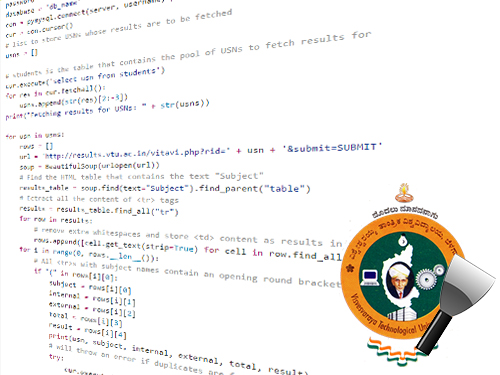 password
database = "db_name"
con = pymysql.connect(server, username,
cur = con.cursor()
# list to store USNs whose results are to be fetched
usns = []
# students is the table that contains the pool of USNs to fetch results for
cur.execute("select usn from students")
for res in cur.fetchall():
usns.append(str(res)[2:-3])
print("Fetching results for USNs: " + str(usns))
for usn in usns:
rows = []
url = "http://results.vtu.ac.in/vitavi.php?rid=" + usn + '&submit=SUBMIT'
soup = BeautifulSoup(urlopen(url))
# Find the HTML table that contains the text "Subject"
results_table = soup.find(text="Subject").find_parent("table")
# Extract all the content of <tr> tags
results = results_table.find_all("tr")
for row in results:
# remove extra whitespaces and store <td> content as results in
rows.append([cell.get_text(strip=True) for cell in row.find_all
for i in range(0, rows.__len__()):
# All <tr>s with subject names contain an opening round bracket
if "(" in rows[i][0]:
subject = rows[i][0]
internal = rows[i][1]
external = rows[i][2]
total = rows[i][3]
result = rows[i][4]
print(usn, subject, internal, external, total, result)
# will throw an error if duplicates are
try:
Visvesvaraya Technological